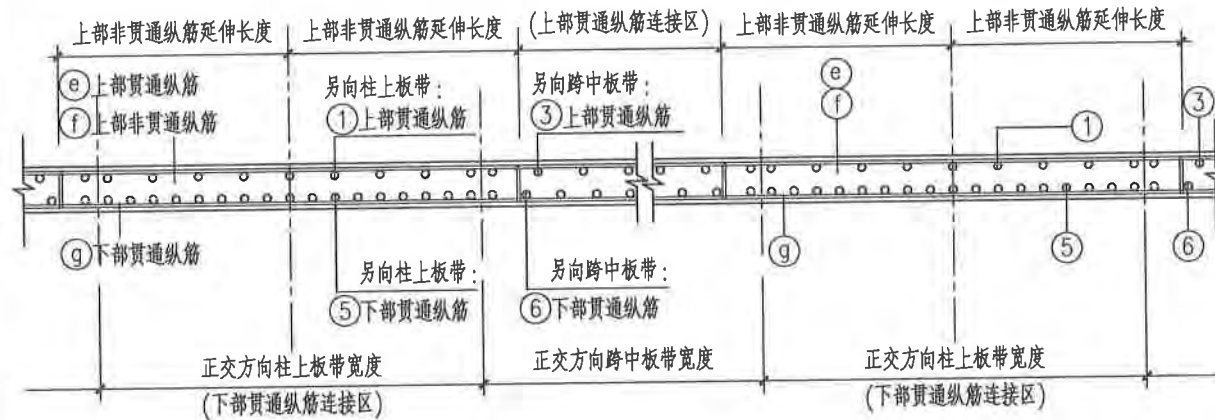 上部非贯通纵筋延伸长度
上部非贯通纵筋延伸长度
(上部贯通纵筋连接区)
上部非贯通纵筋延伸长度
上部非贯通纵筋延伸长度
e 上部贯通纵筋
f 上部非贯通纵筋
另向柱上板带:
1 上部贯通纵筋
另向跨中板带:
3 上部贯通纵筋
e
f
1
3
g 下部贯通纵筋
另向柱上板带:
5 下部贯通纵筋
另向跨中板带:
6 下部贯通纵筋
g
5
6
正交方向柱上板带宽度
(下部贯通纵筋连接区)
正交方向跨中板带宽度
正交方向柱上板带宽度
(下部贯通纵筋连接区)